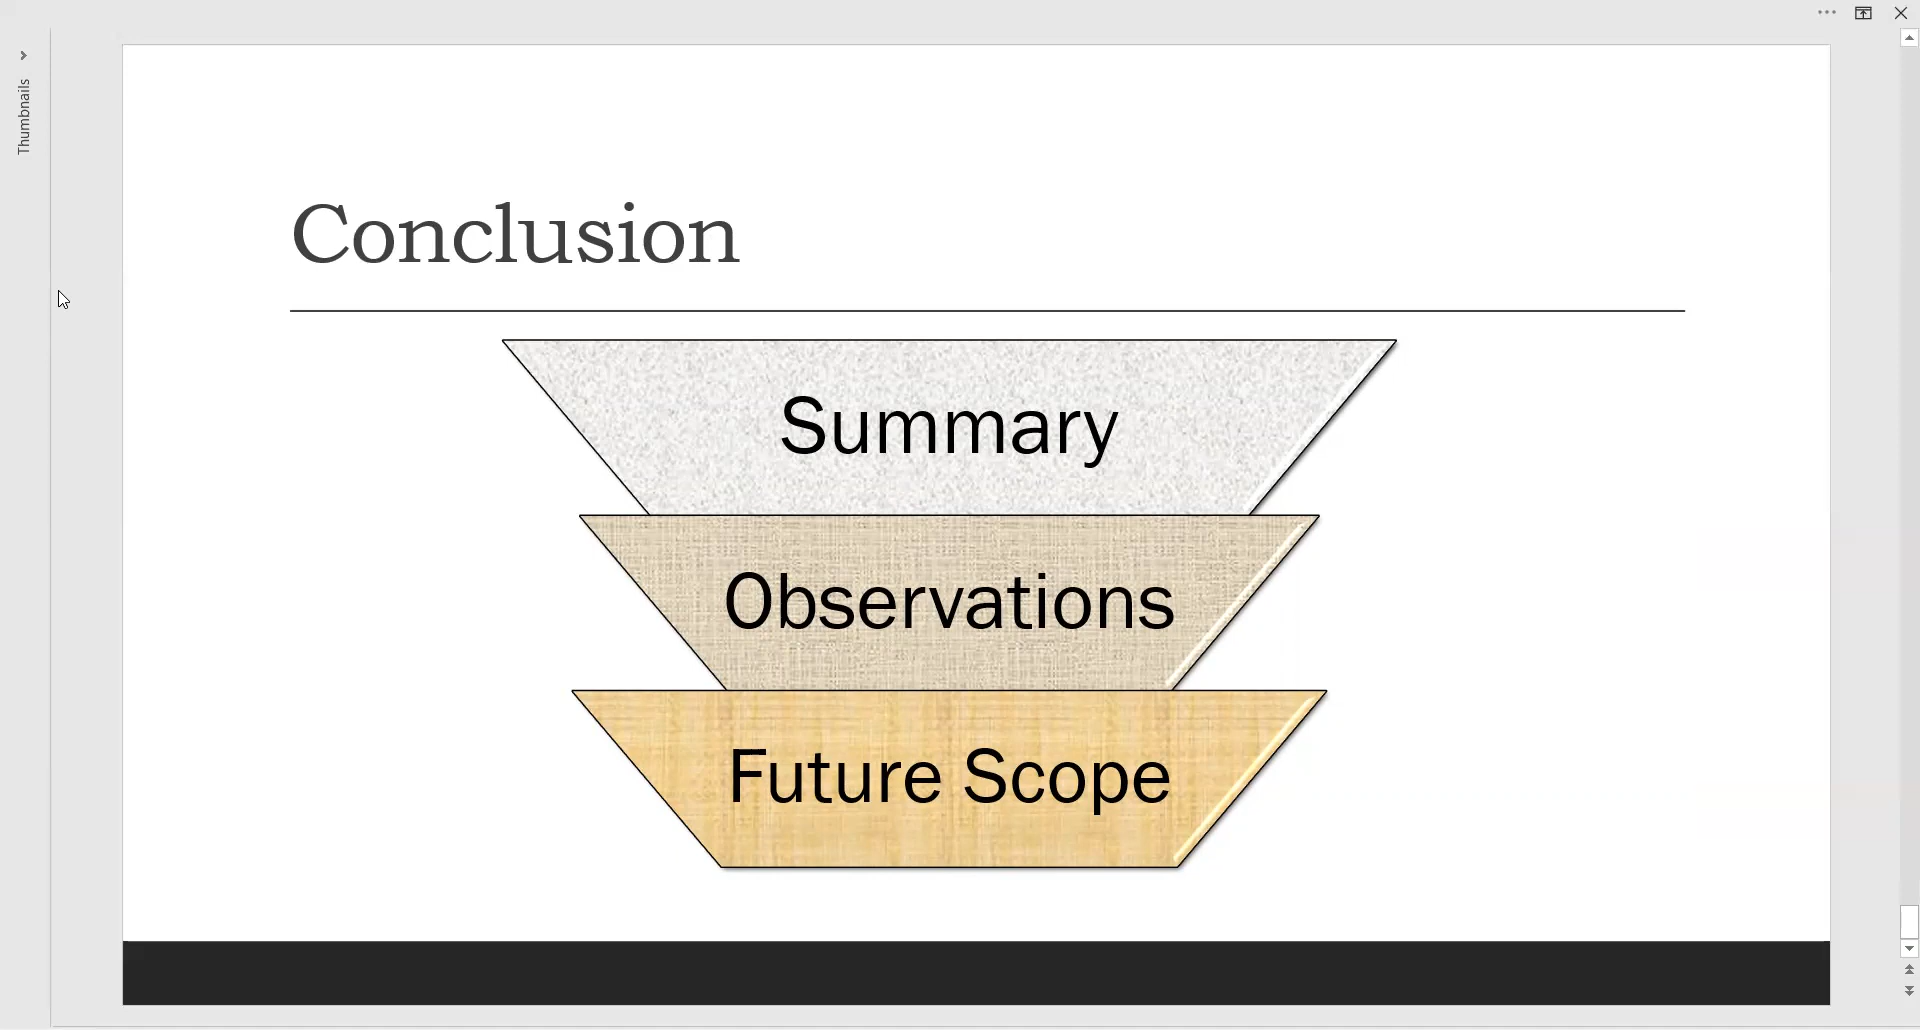 Thumbnails
Conclusion
Summary
Observations
Future Scope